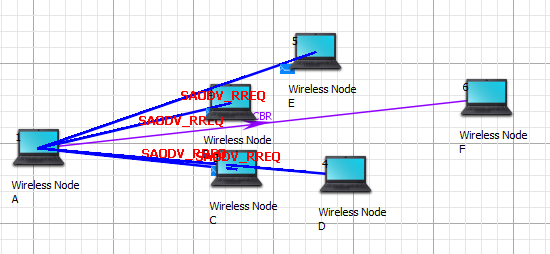 5
Wireless Node
E
6
Wireless Node
F
SAODV_RREQ
CBR
SAODV_RREQ
Wireless Node
1
Wireless Node
A
SAODV_RREQ
SAODV_RREQ
Wireless Node
C
4
Wireless Node
D